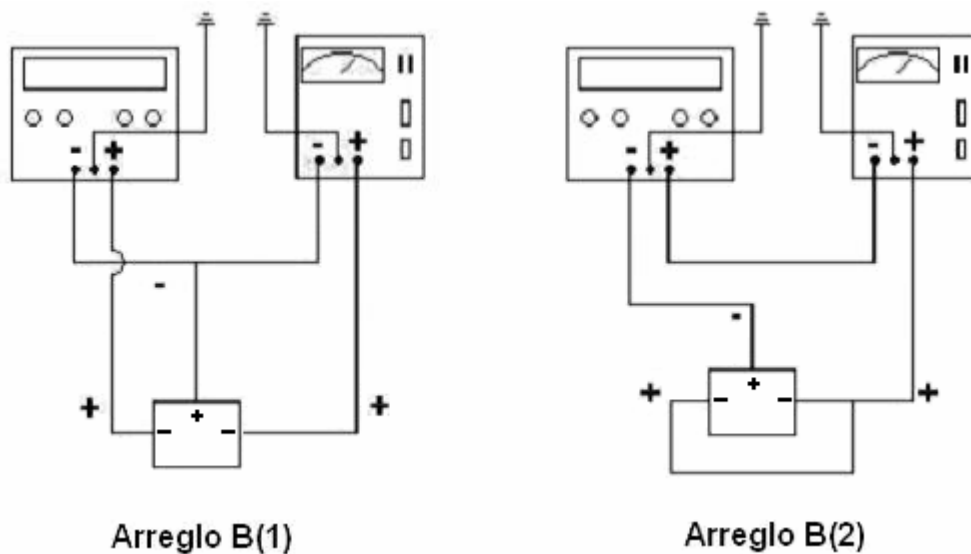 - +
- +
- +
- +
-
-
+ + +
- -
+ + +
- -
Arreglo B(1)
Arreglo B(2)